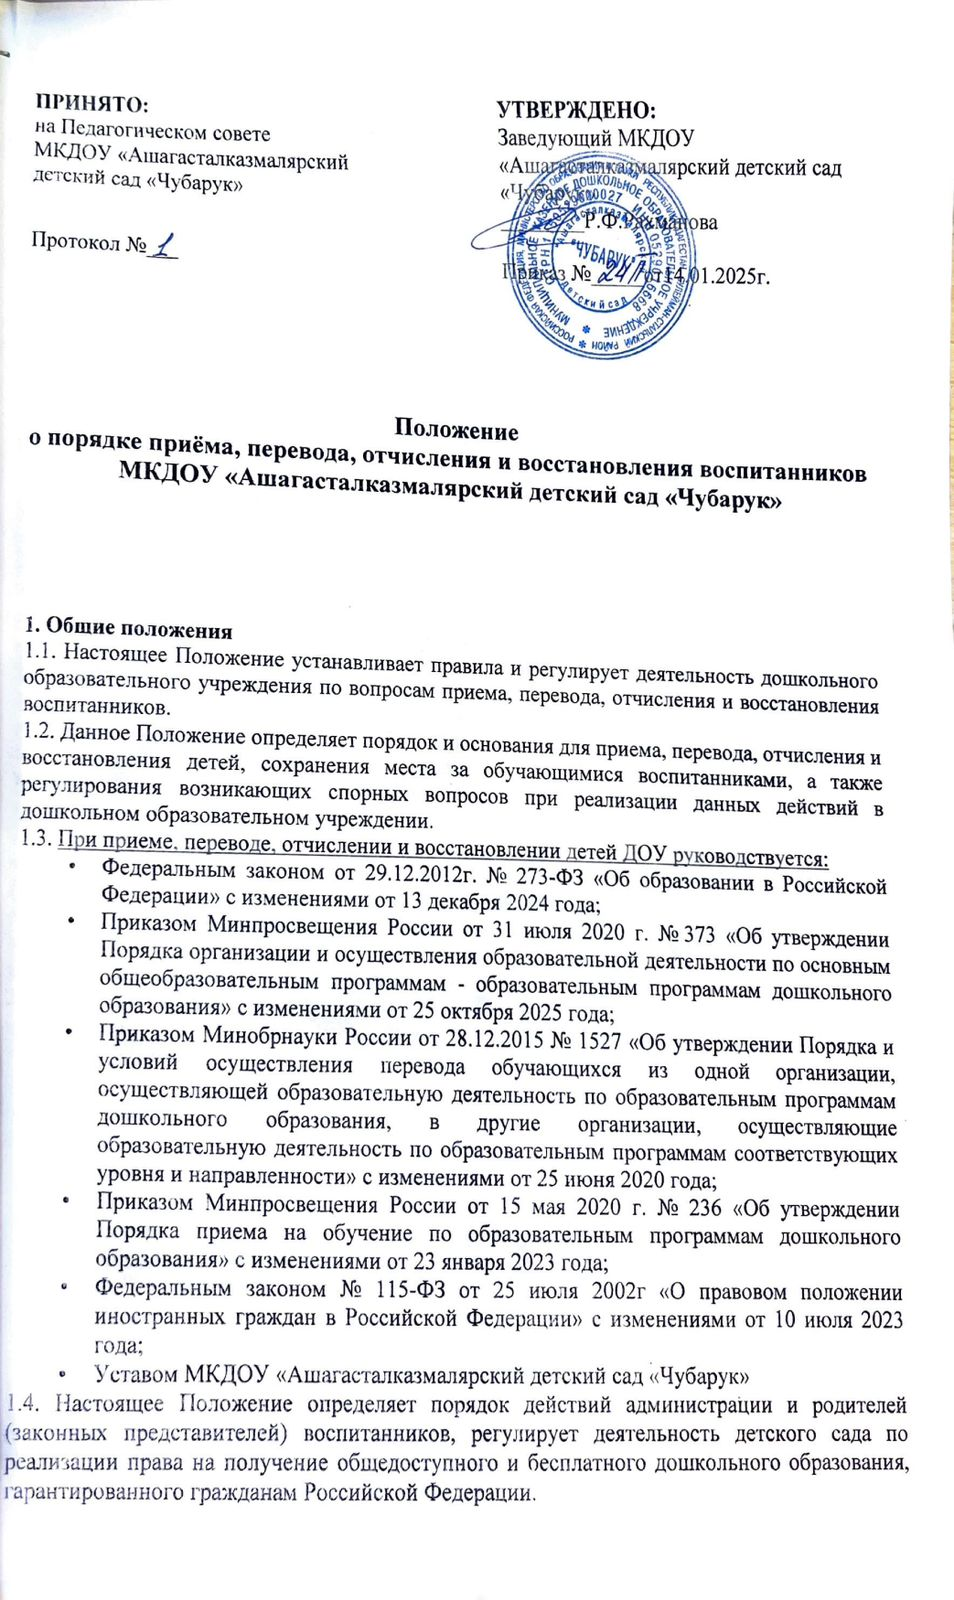 ПРИНЯТО:
на Педагогическом совете
МКДОУ «Ашагасталказмалярский
детский сад «Чубарук»
Протокол № 1
УТВЕРЖДЕНО:
Заведующий МКДОУ
«Ашагасталказмалярский детский сад
«Чубарук»
Р.Ф.Рахманова
Приказ № 24/1 от 14.01.2025г.
«ЧУБАРУК»
детский сад
Положение
о порядке приёма, перевода, отчисления и восстановления воспитанников
МКДОУ «Ашагасталказмалярский детский сад «Чубарук»
1. Общие положения
1.1. Настоящее Положение устанавливает правила и регулирует деятельность дошкольного
образовательного учреждения по вопросам приема, перевода, отчисления и восстановления
воспитанников.
1.2. Данное Положение определяет порядок и основания для приема, перевода, отчисления и
восстановления детей, сохранения места за обучающимися воспитанниками, а также
регулирования возникающих спорных вопросов при реализации данных действий в
дошкольном образовательном учреждении.
1.3. При приеме, переводе, отчислении и восстановлении детей ДОУ руководствуется:
• Федеральным законом от 29.12.2012г. № 273-ФЗ «Об образовании в Российской
Федерации» с изменениями от 13 декабря 2024 года;
• Приказом Минпросвещения России от 31 июля 2020 г. № 373 «Об утверждении
Порядка организации и осуществления образовательной деятельности по основным
общеобразовательным программам - образовательным программам дошкольного
образования» с изменениями от 25 октября 2025 года;
• Приказом Минобрнауки России от 28.12.2015 № 1527 «Об утверждении Порядка и
условий осуществления перевода обучающихся из одной организации,
осуществляющей образовательную деятельность по образовательным программам
дошкольного образования, в другие организации, осуществляющие
образовательную деятельность по образовательным программам соответствующих
уровня и направленности» с изменениями от 25 июня 2020 года;
• Приказом Минпросвещения России от 15 мая 2020 г. № 236 «Об утверждении
Порядка приема на обучение по образовательным программам дошкольного
образования» с изменениями от 23 января 2023 года;
• Федеральным законом № 115-ФЗ от 25 июля 2002г «О правовом положении
иностранных граждан в Российской Федерации» с изменениями от 10 июля 2023
года;
• Уставом МКДОУ «Ашагасталказмалярский детский сад «Чубарук»
1.4. Настоящее Положение определяет порядок действий администрации и родителей
(законных представителей) воспитанников, регулирует деятельность детского сада по
реализации права на получение общедоступного и бесплатного дошкольного образования,
гарантированного гражданам Российской Федерации.